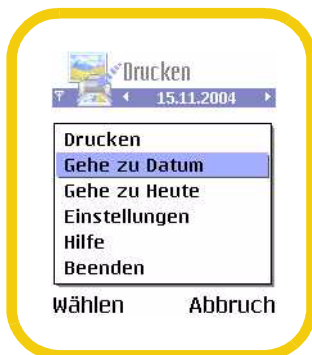 Drucken
15.11.2004
Drucken
Gehe zu Datum
Gehe zu Heute
Einstellungen
Hilfe
Beenden
Wählen Abbruch